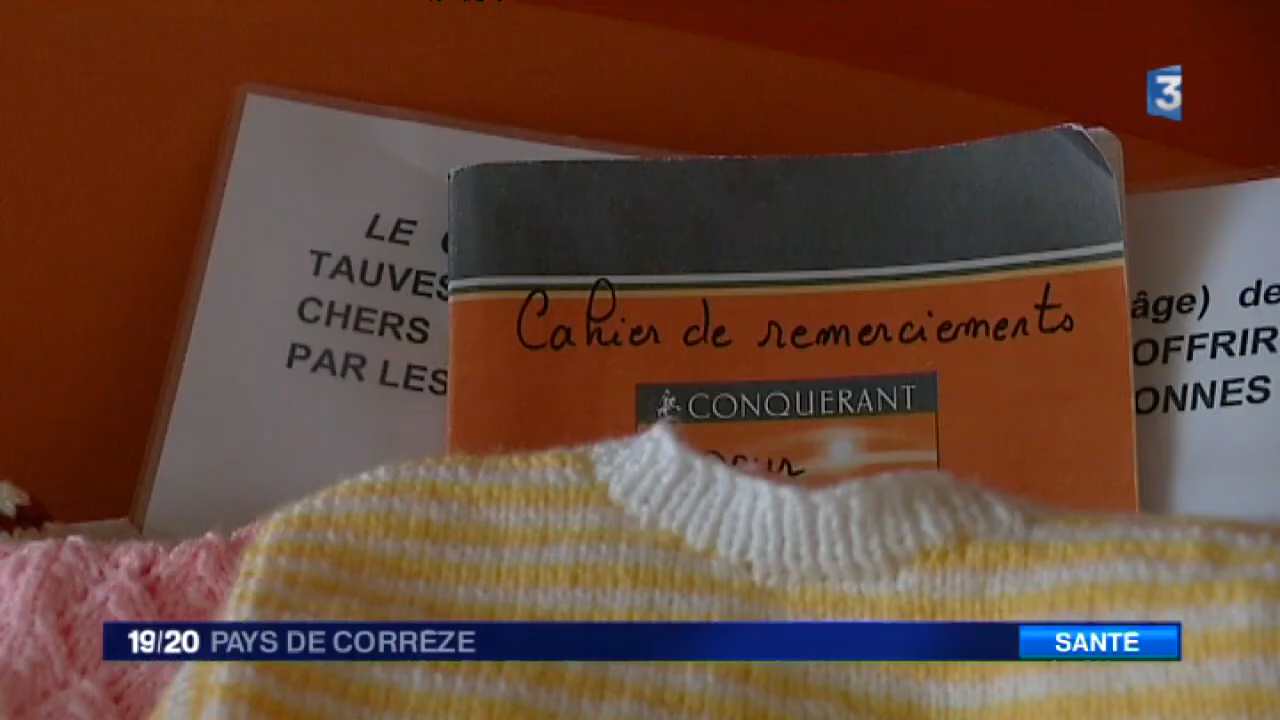 3
LE
TAUVES
CHERS
PAR LES
Cahier de remerciements
CONQUERANT
âge) de
OFFRIR
ONNES
19/20 PAYS DE CORRÈZE
SANTÉ